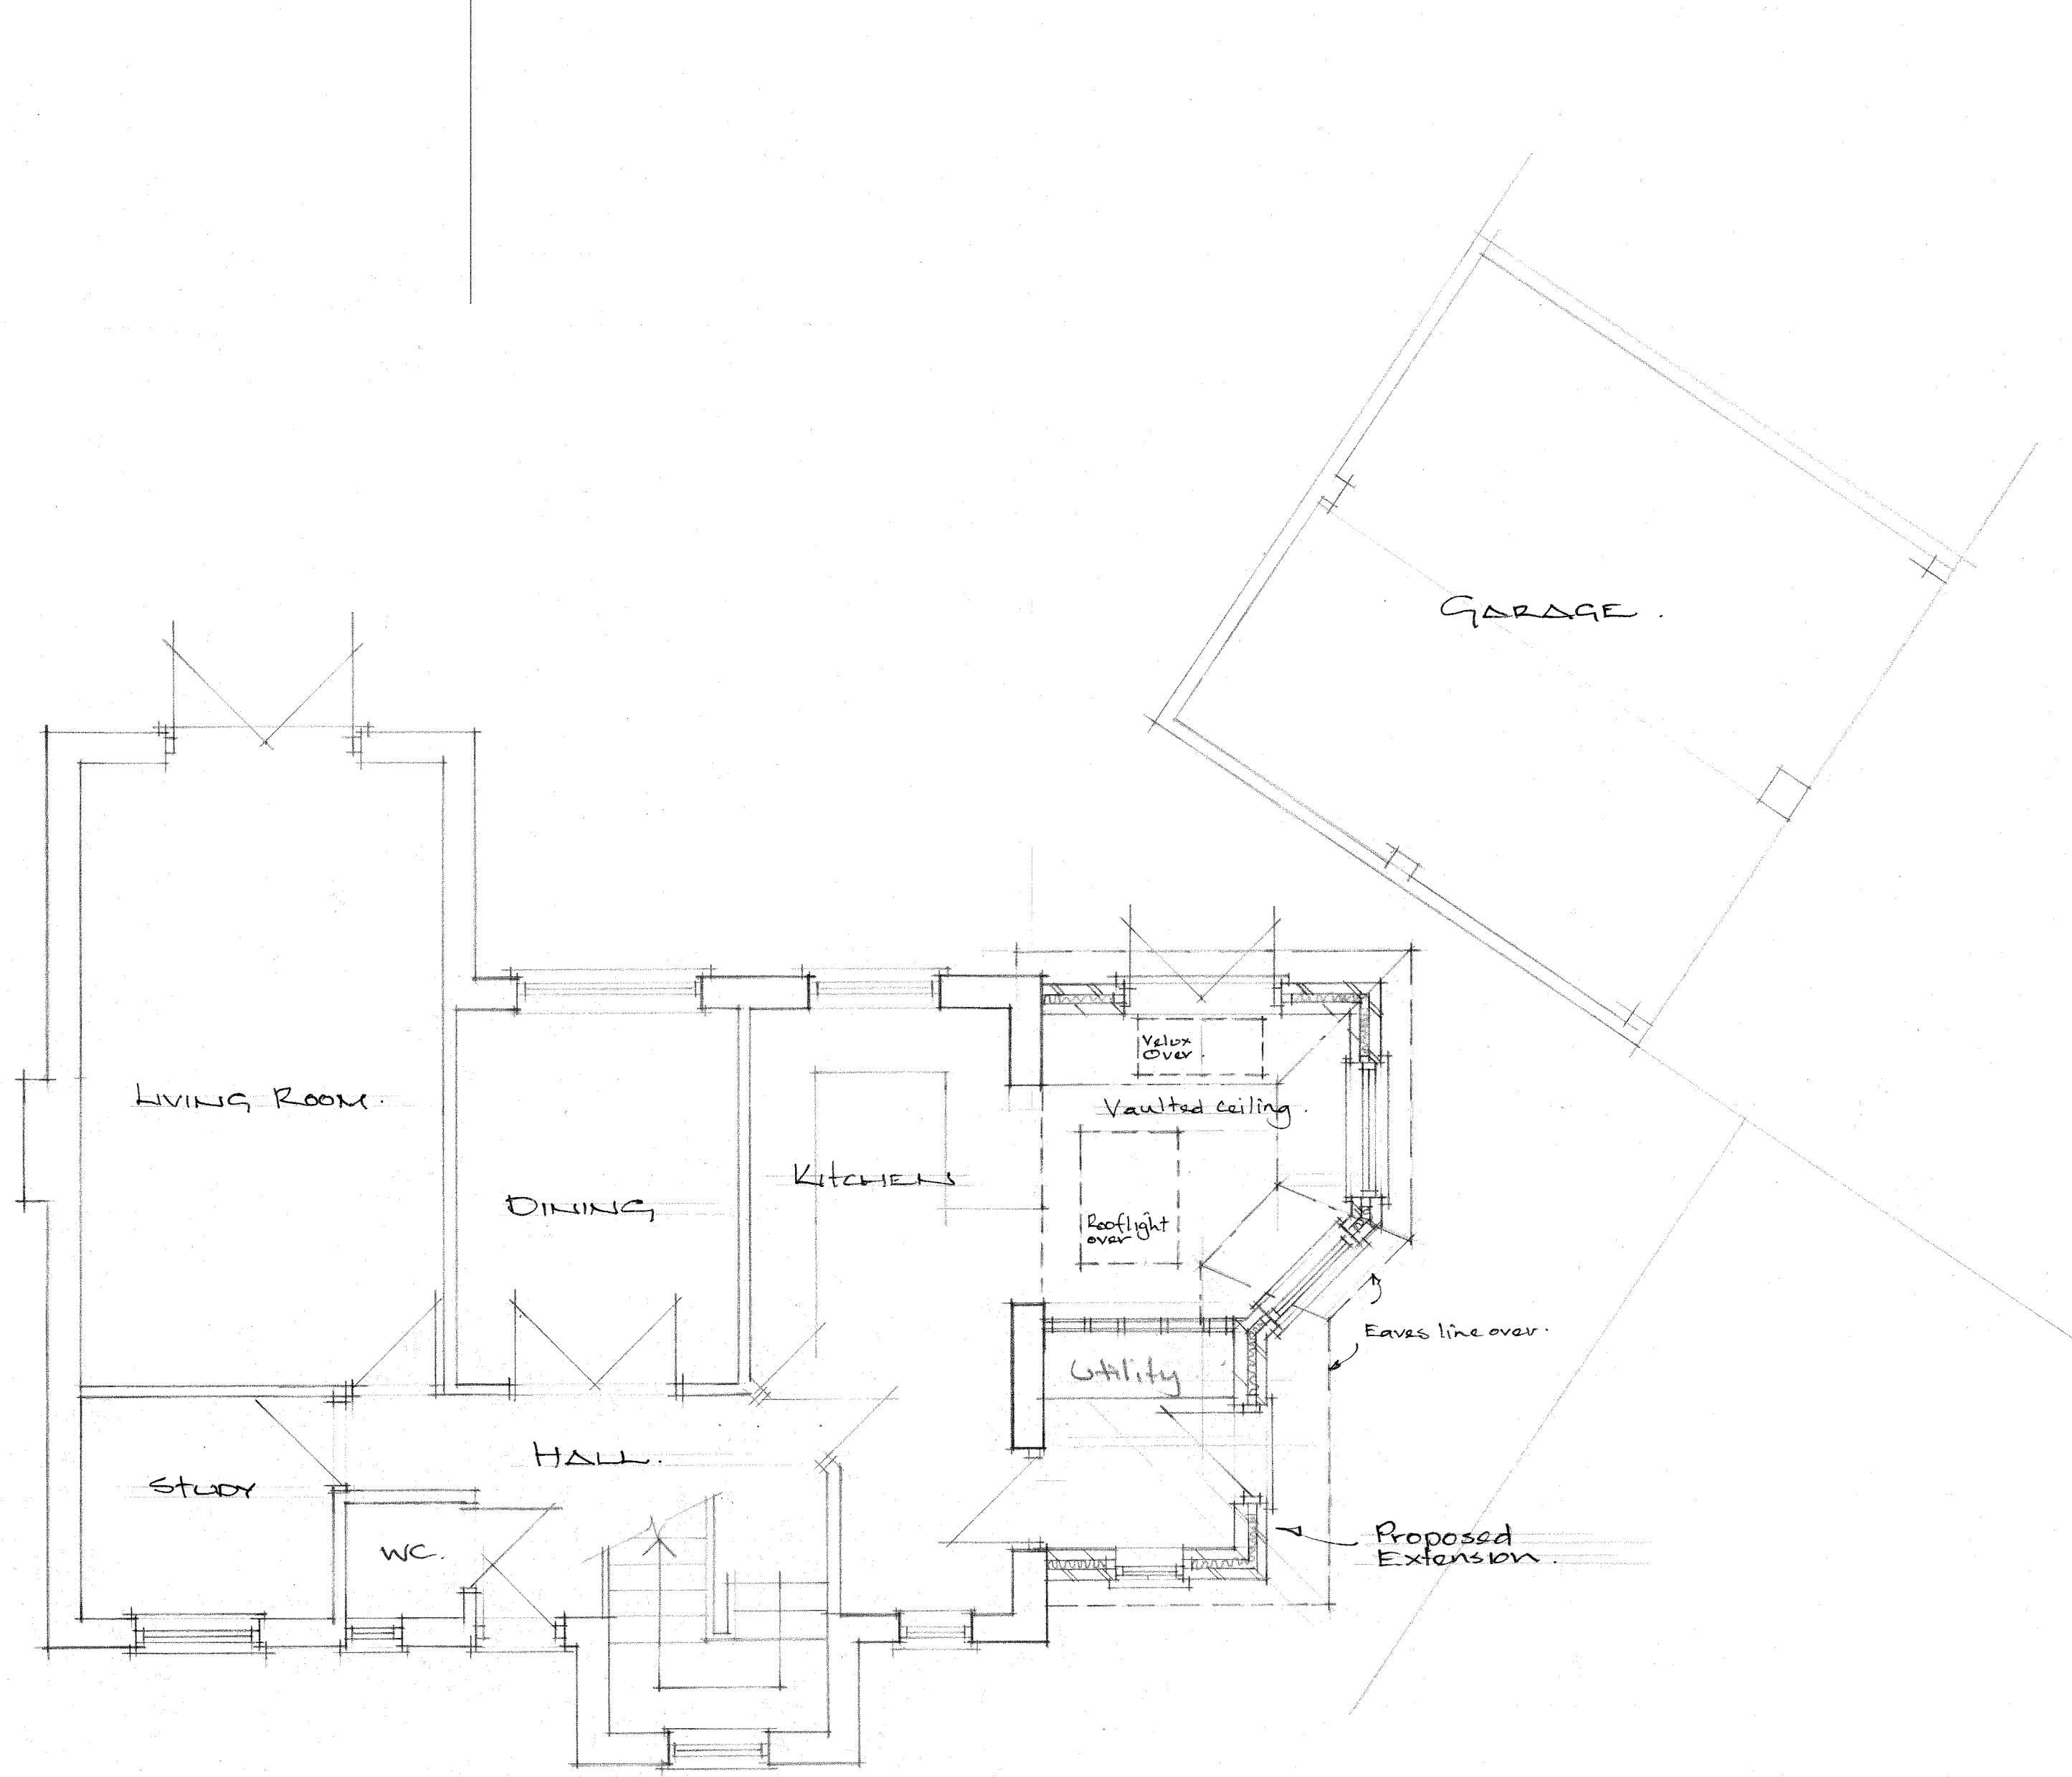 GARAGE.
Velux
Over.
LIVING ROOM.
Vaulted ceiling.
KITCHEN
DINING
Rooflight
over
Eaves line over.
Utility
HALL.
STUDY
Proposed
Extension.
WC.